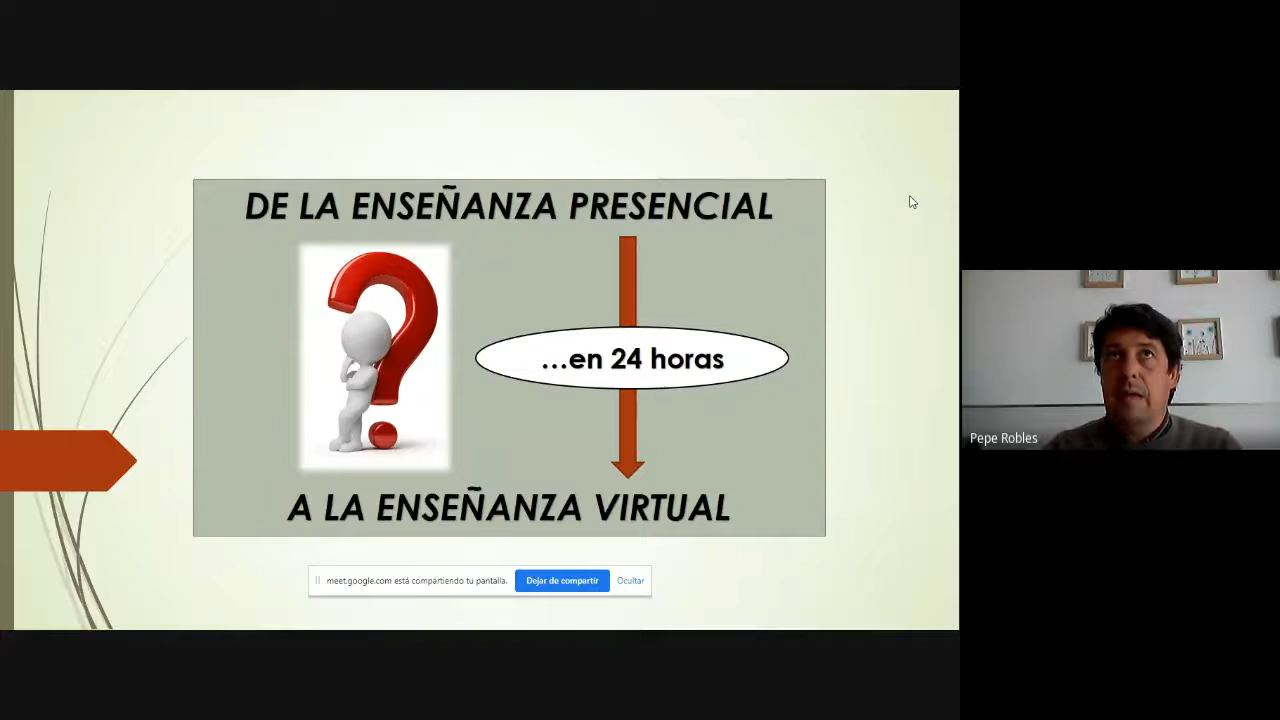 DE LA ENSEÑANZA PRESENCIAL
...en 24 horas
A LA ENSEÑANZA VIRTUAL
meet.google.com está compartiendo tu pantalla.
Dejar de compartir
Ocultar
Pepe Robles